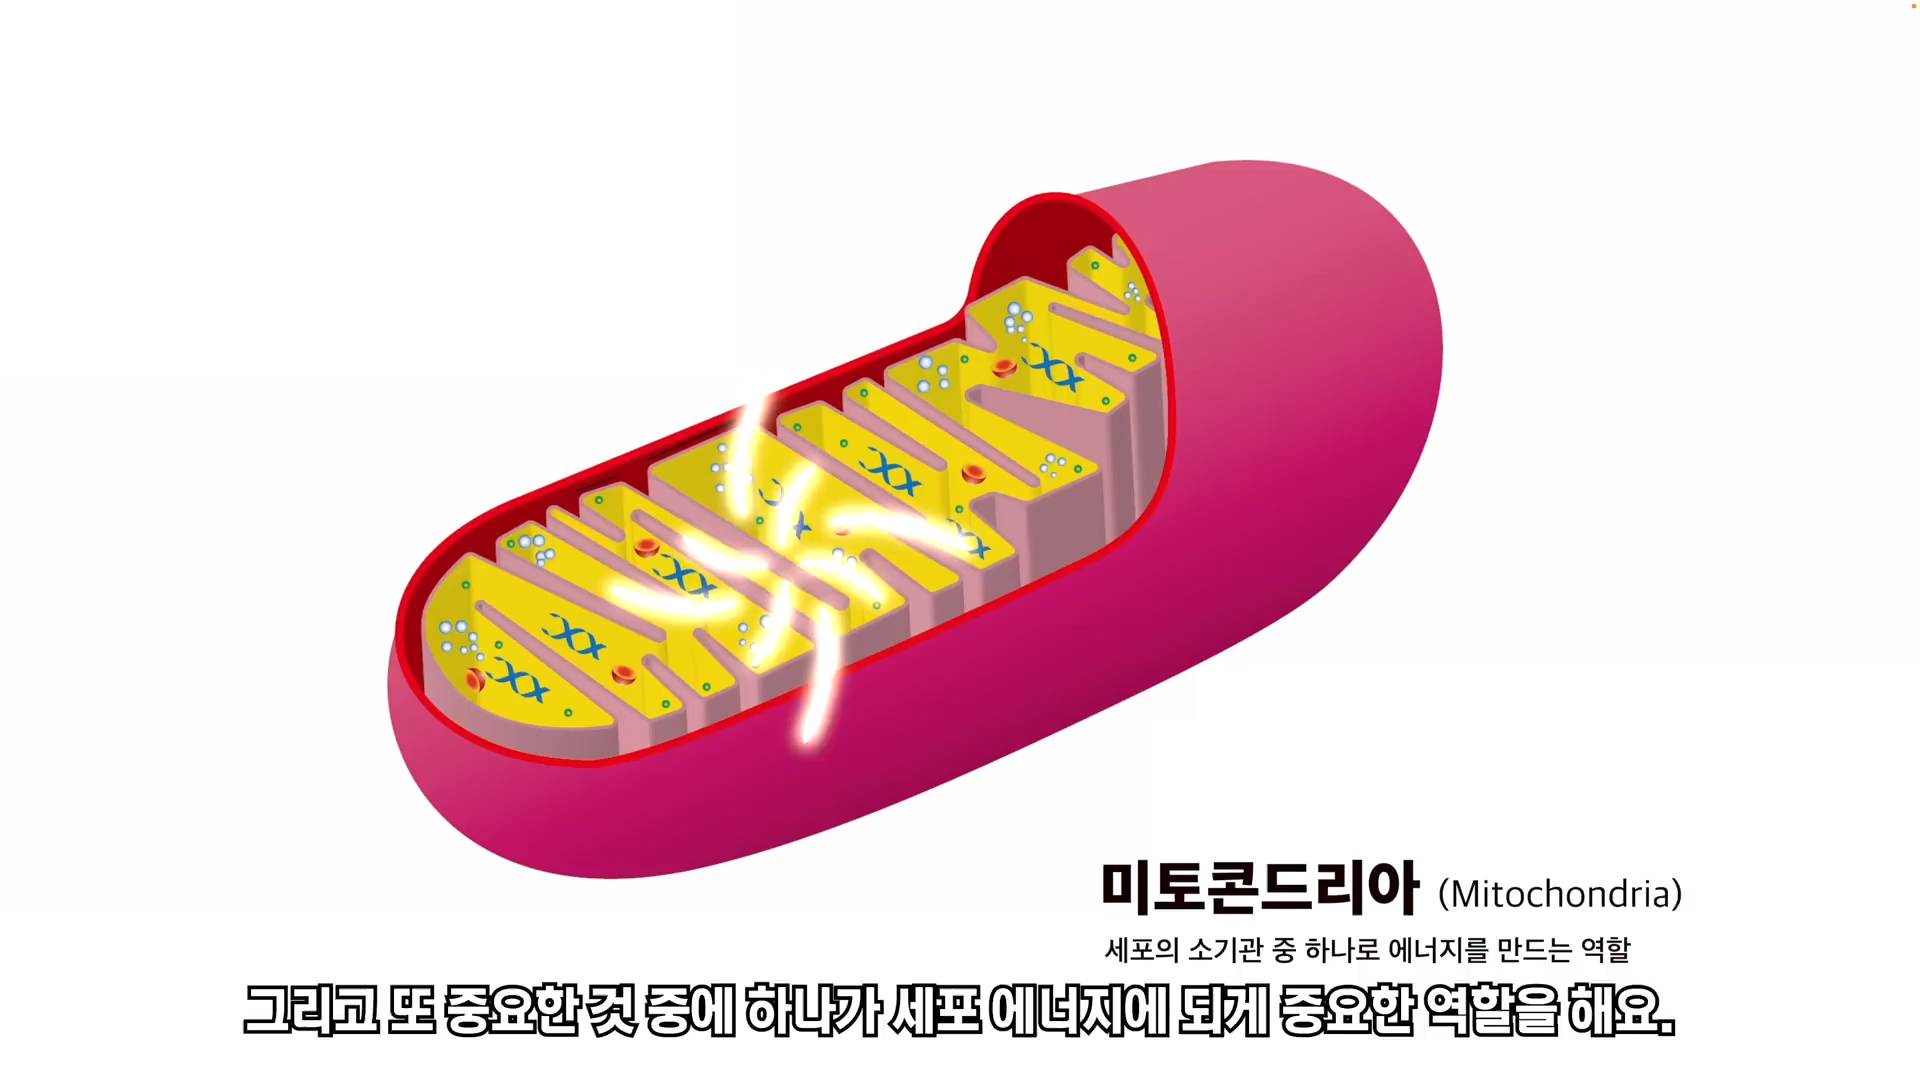 미토콘드리아 (Mitochondria)
세포의 소기관 중 하나로 에너지를 만드는 역할
그리고 또 중요한 것 중에 하나가 세포 에너지에 되게 중요한 역할을 해요.